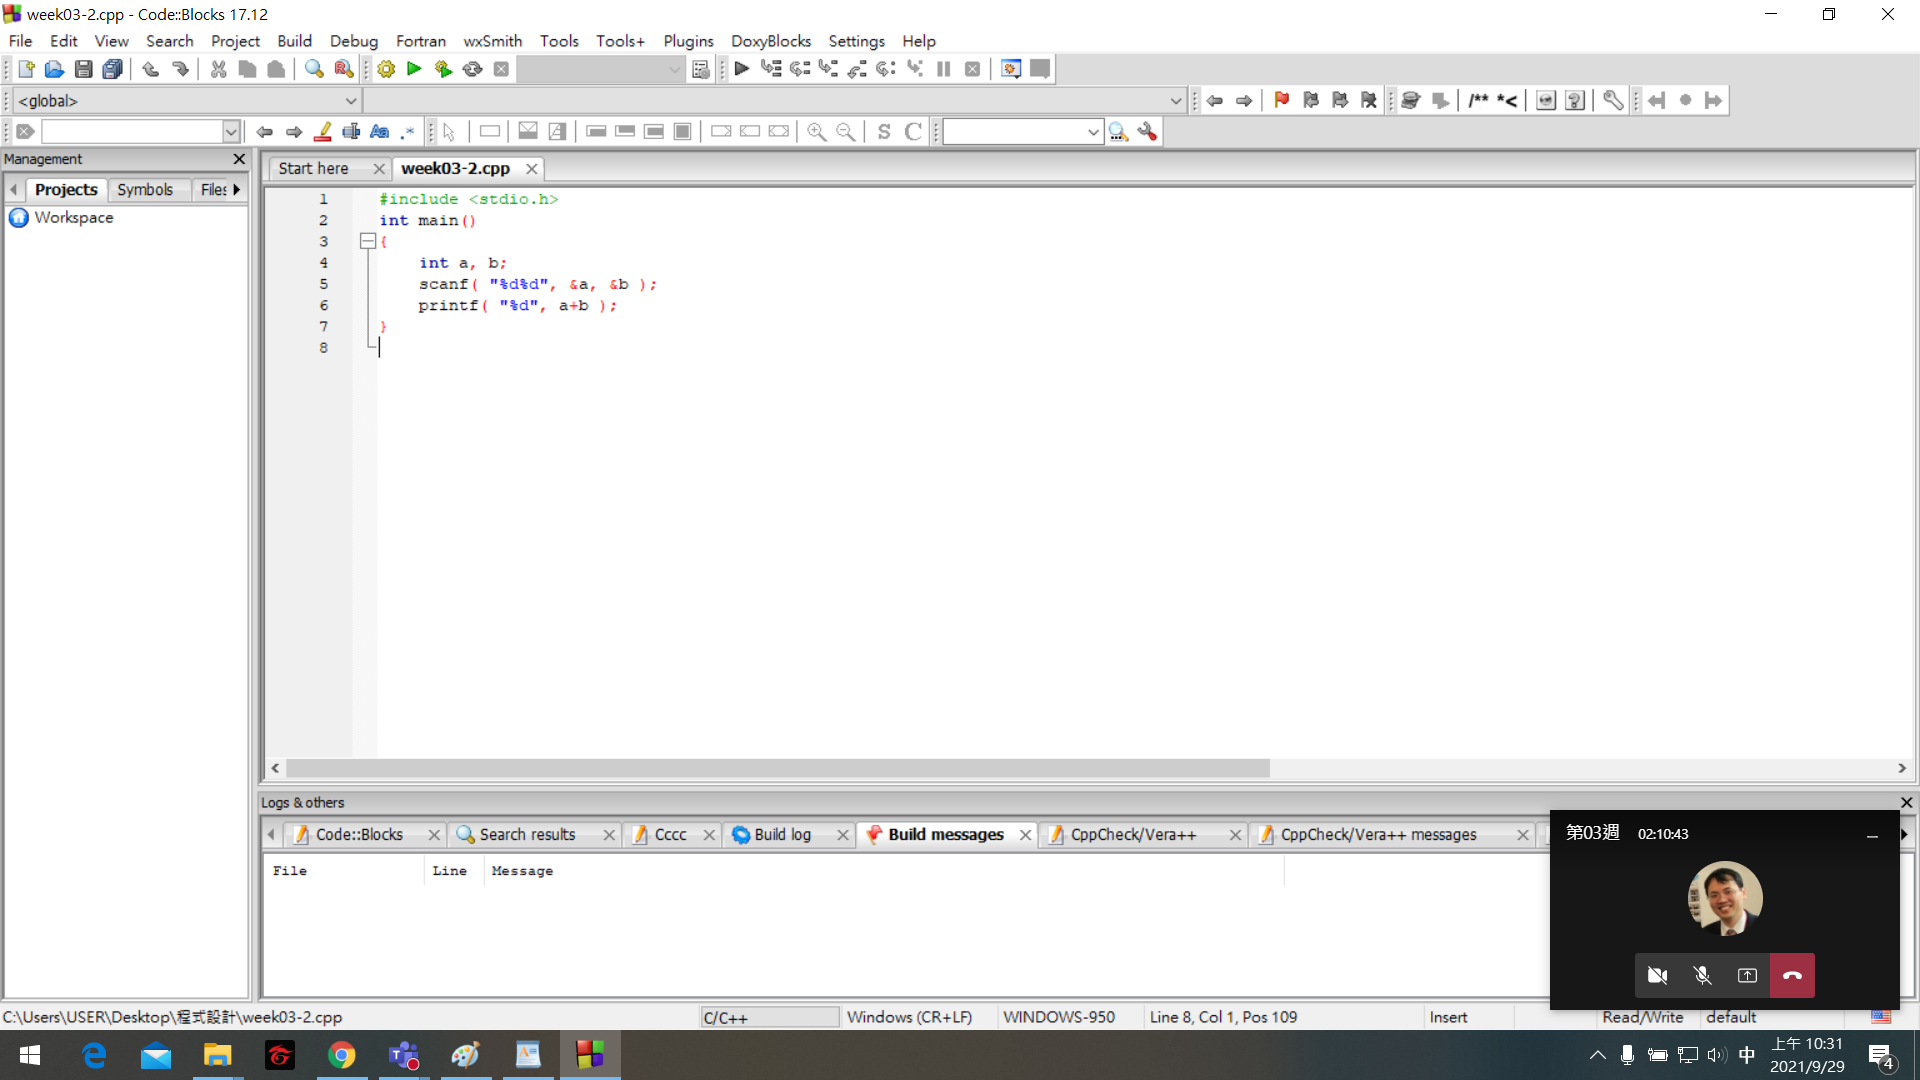 week03-2.cpp - Code::Blocks 17.12
File Edit View Search Project Build Debug Fortran wxSmith Tools Tools+ Plugins DoxyBlocks Settings Help
<global>
/** *<
Aa .*
S C
Management
Projects Symbols Files
Workspace
Start here week03-2.cpp
1 #include <stdio.h>
2 int main()
3 {
4 int a, b;
5 scanf( "%d%d", &a, &b );
6 printf( "%d", a+b );
7 }
8
Logs & others
Code::Blocks Search results Cccc Build log Build messages CppCheck/Vera++ CppCheck/Vera++ messages
File Line Message
第03週 02:10:43
C:\Users\USER\Desktop\程式設計\week03-2.cpp C/C++ Windows (CR+LF) WINDOWS-950 Line 8, Col 1, Pos 109 Insert Read/Write default
中
上午 10:31
2021/9/29
4